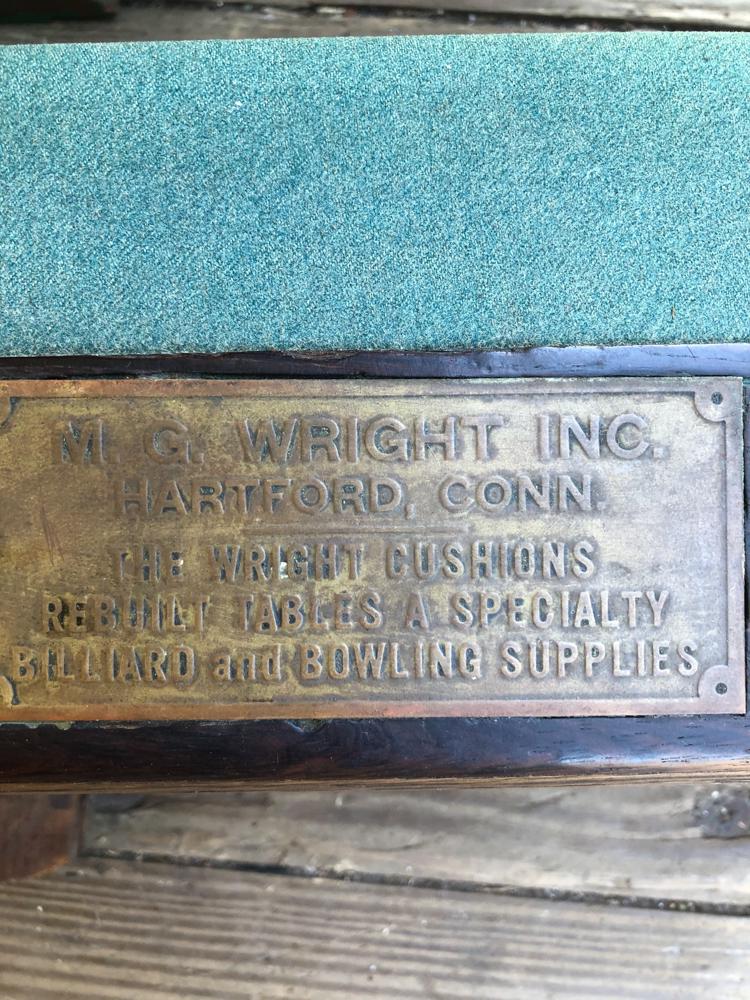 M. G. WRIGHT INC.
HARTFORD, CONN.
THE WRIGHT CUSHIONS
REBUILT TABLES A SPECIALTY
BILLIARD and BOWLING SUPPLIES